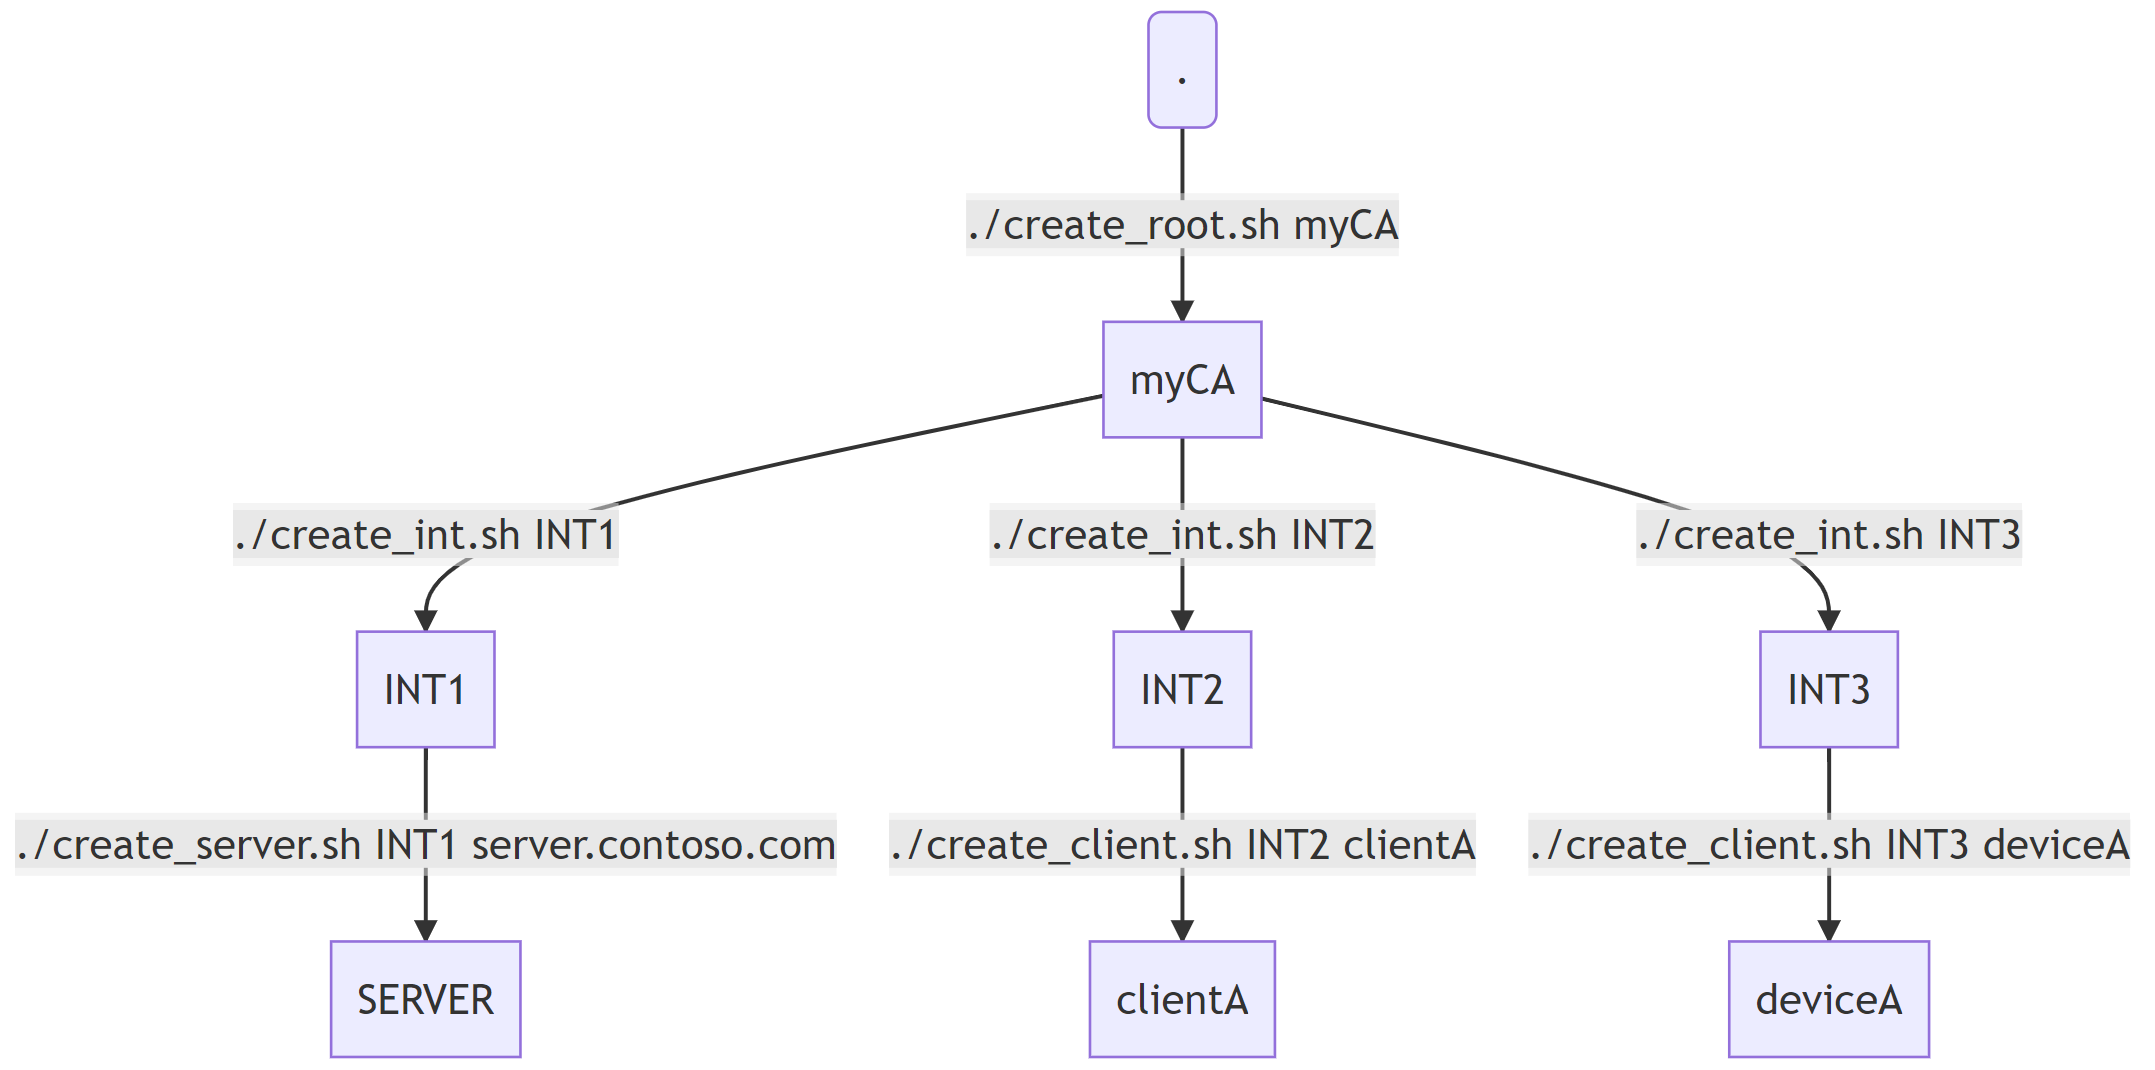 .
./create_root.sh myCA
myCA
./create_int.sh INT1
./create_int.sh INT2
./create_int.sh INT3
INT1
INT2
INT3
./create_server.sh INT1 server.contoso.com
./create_client.sh INT2 clientA
./create_client.sh INT3 deviceA
SERVER
clientA
deviceA